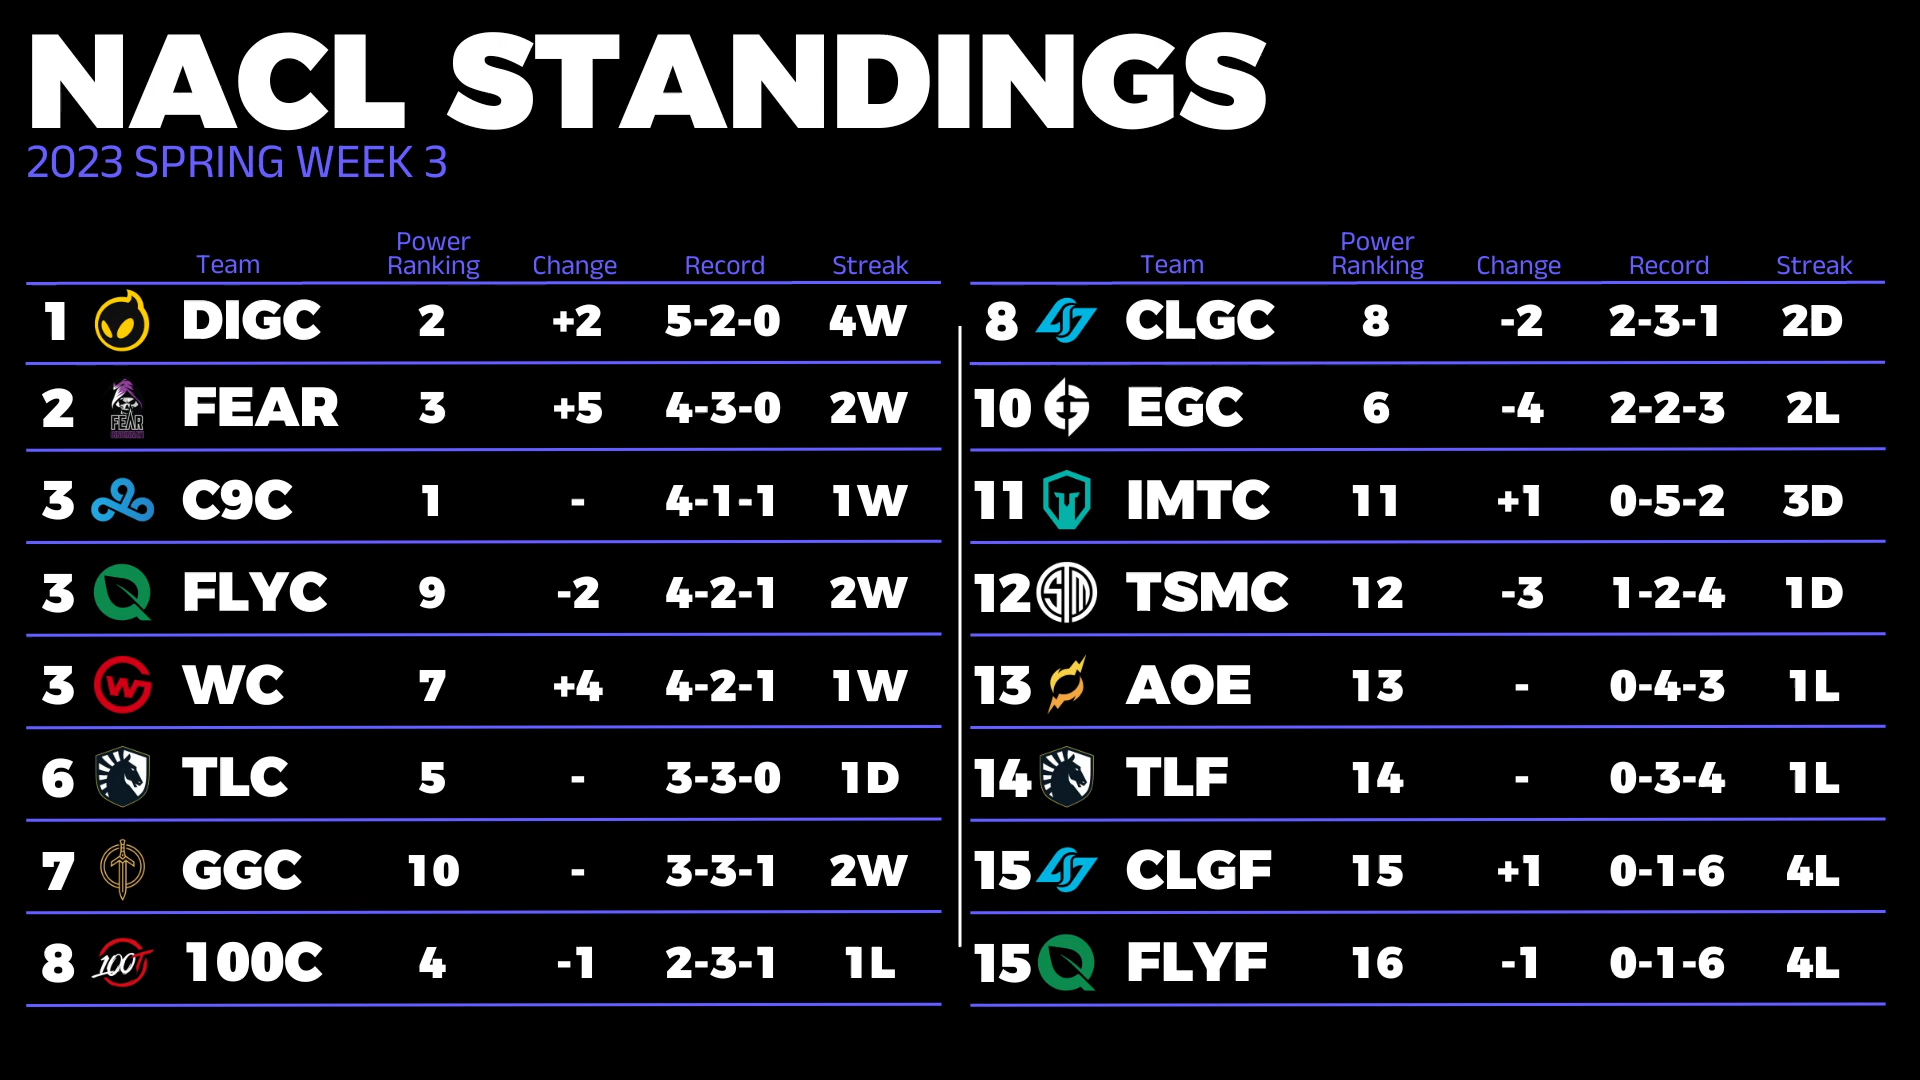 NACL STANDINGS
2023 SPRING WEEK 3
Team Power Ranking Change Record Streak
1 DIGC 2 +2 5-2-0 4W
2 FEAR FEAR 3 +5 4-3-0 2W
3 C9C 1 - 4-1-1 1W
3 FLYC 9 -2 4-2-1 2W
3 W WC 7 +4 4-2-1 1W
6 TLC 5 - 3-3-0 1D
7 GGC 10 - 3-3-1 2W
8 100T 100C 4 -1 2-3-1 1L
Team Power Ranking Change Record Streak
8 CLGC 8 -2 2-3-1 2D
10 EG EGC 6 -4 2-2-3 2L
11 IMTC 11 +1 0-5-2 3D
12 TSM TSMC 12 -3 1-2-4 1D
13 AOE 13 - 0-4-3 1L
14 TLF 14 - 0-3-4 1L
15 CLGF 15 +1 0-1-6 4L
15 FLYF 16 -1 0-1-6 4L